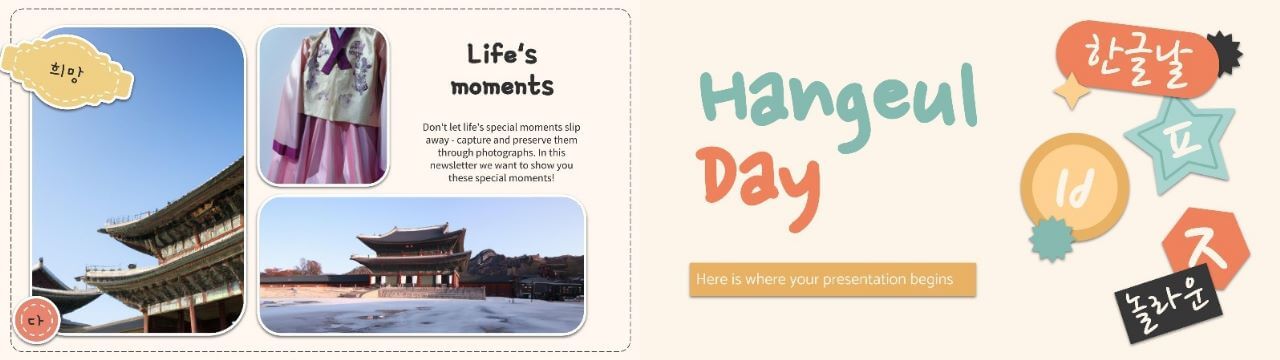 희망
Life's
moments
Don't let life's special moments slip
away - capture and preserve them
through photographs. In this
newsletter we want to show you
these special moments!
다
Hangeul
Day
Here is where your presentation begins
한글날
ㅍ
ㅈ
놀라운